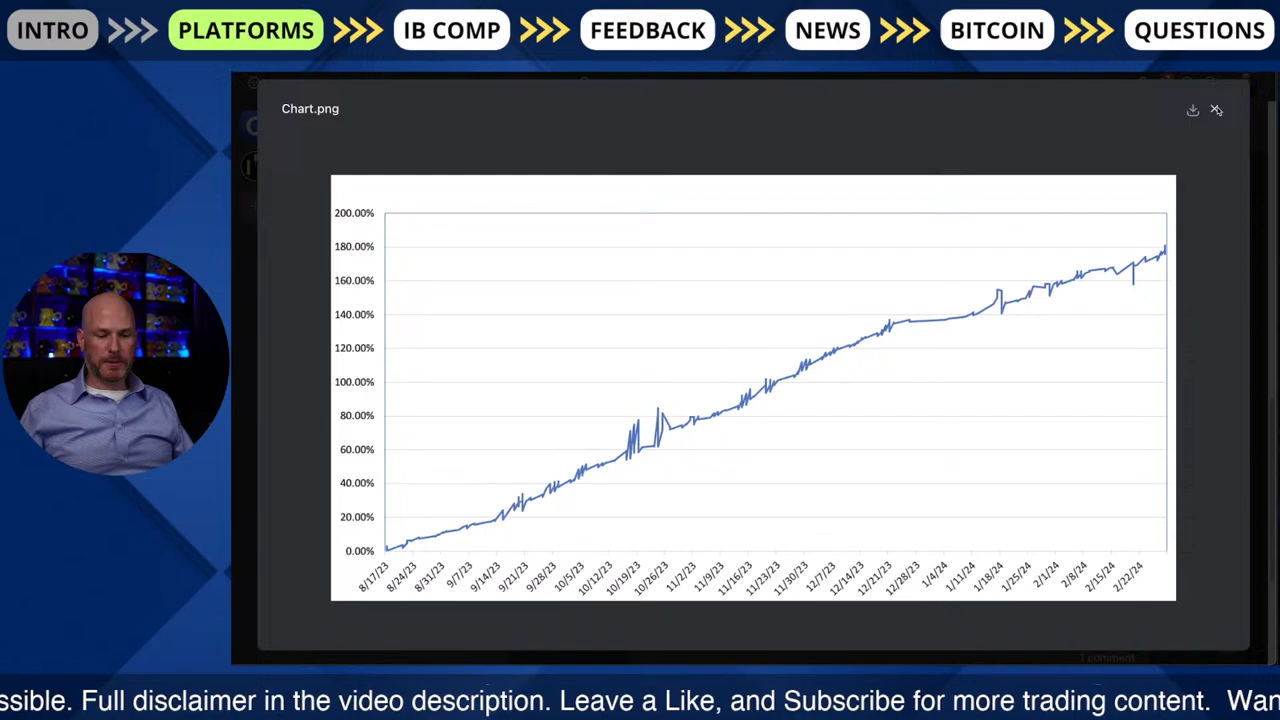 INTRO PLATFORMS IB COMP FEEDBACK NEWS BITCOIN QUESTIONS
Chart.png
200.00%
180.00%
160.00%
140.00%
120.00%
100.00%
80.00%
60.00%
40.00%
20.00%
0.00%
8/17/23 8/24/23 8/31/23 9/7/23 9/14/23 9/21/23 9/28/23 10/5/23 10/12/23 10/19/23 10/26/23 11/2/23 11/9/23 11/16/23 11/23/23 11/30/23 12/7/23 12/14/23 12/21/23 12/28/23 1/4/24 1/11/24 1/18/24 1/25/24 2/1/24 2/8/24 2/15/24 2/22/24
1 comment
ssible. Full disclaimer in the video description. Leave a Like, and Subscribe for more trading content. Wan